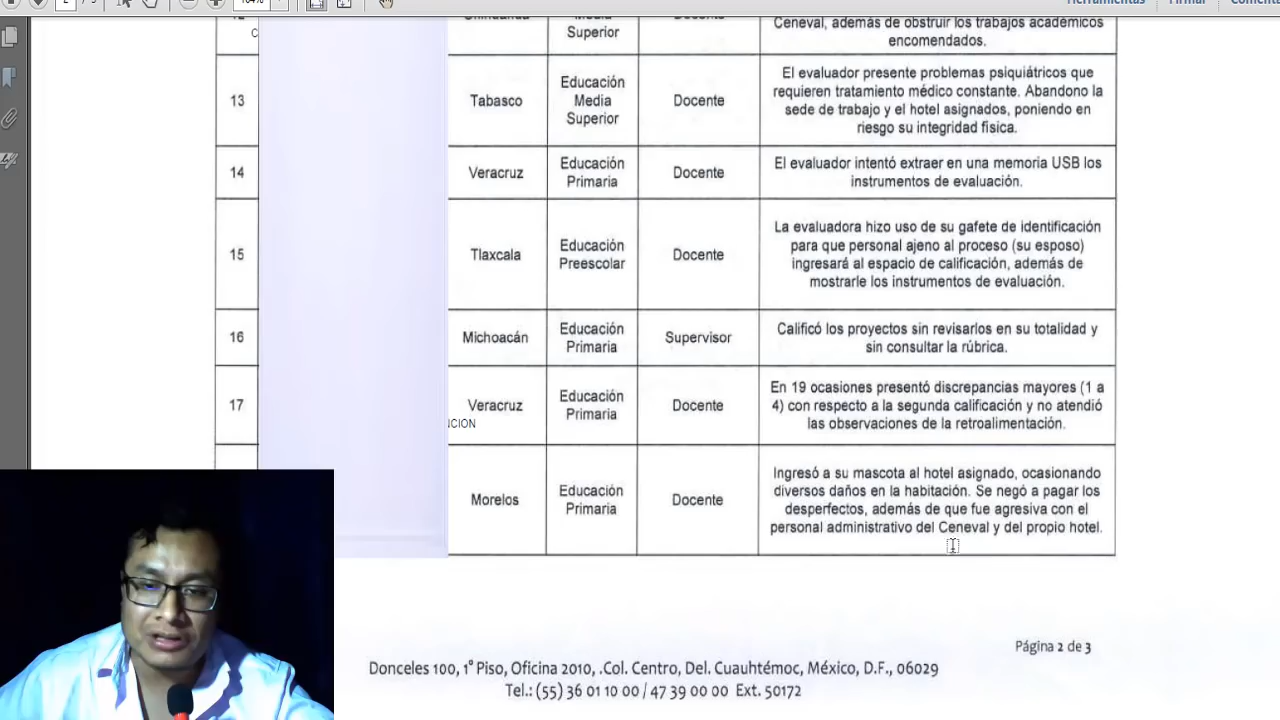 Herramientas Firmar Comenta
2 / 3 104%
12 Chihuahua Media Ceneval, además de obstruir los trabajos académicos
C Superior encomendados.
13
Tabasco
Educación
Media
Superior
Docente
El evaluador presente problemas psiquiátricos que
requieren tratamiento médico constante. Abandono la
sede de trabajo y el hotel asignados, poniendo en
riesgo su integridad física.
14
Veracruz
Educación
Primaria
Docente
El evaluador intentó extraer en una memoria USB los
instrumentos de evaluación.
15
Tlaxcala
Educación
Preescolar
Docente
La evaluadora hizo uso de su gafete de identificación
para que personal ajeno al proceso (su esposo)
ingresará al espacio de calificación, además de
mostrarle los instrumentos de evaluación.
16
Michoacán
Educación
Primaria
Supervisor
Calificó los proyectos sin revisarlos en su totalidad y
sin consultar la rúbrica.
17
Veracruz
NCION
Educación
Primaria
Docente
En 19 ocasiones presentó discrepancias mayores (1 a
4) con respecto a la segunda calificación y no atendió
las observaciones de la retroalimentación.
Morelos
Educación
Primaria
Docente
Ingresó a su mascota al hotel asignado, ocasionando
diversos daños en la habitación. Se negó a pagar los
desperfectos, además de que fue agresiva con el
personal administrativo del Ceneval y del propio hotel.
Página 2 de 3
Donceles 100, 1° Piso, Oficina 2010, .Col. Centro, Del. Cuauhtémoc, México, D.F., 06029
Tel.: (55) 36 01 10 00 / 47 39 00 00 Ext. 50172